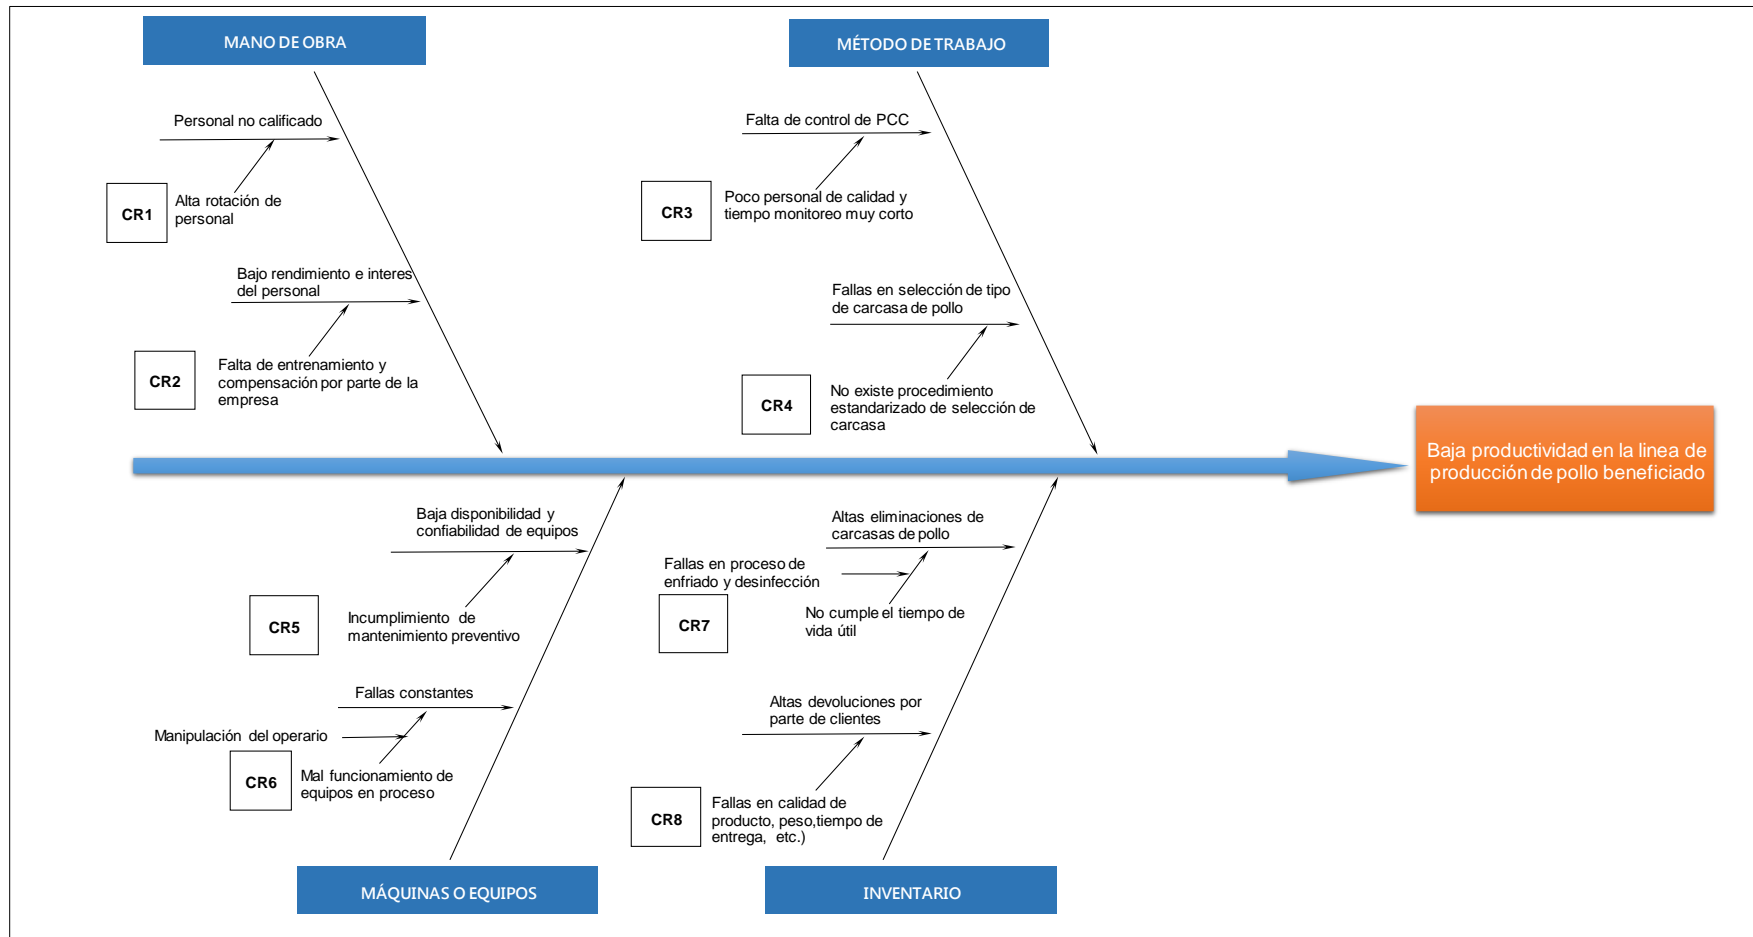 MANO DE OBRA
MÉTODO DE TRABAJO
Personal no calificado
CR1
Alta rotación de
personal
Bajo rendimiento e interes
del personal
CR2
Falta de entrenamiento y
compensación por parte de la
empresa
Falta de control de PCC
CR3
Poco personal de calidad y
tiempo monitoreo muy corto
Fallas en selección de tipo
de carcasa de pollo
CR4
No existe procedimiento
estandarizado de selección de
carcasa
Baja productividad en la linea de
producción de pollo beneficiado
Baja disponibilidad y
confiabilidad de equipos
CR5
Incumplimiento de
mantenimiento preventivo
Fallas constantes
Manipulación del operario
CR6
Mal funcionamiento de
equipos en proceso
Altas eliminaciones de
carcasas de pollo
Fallas en proceso de
enfriado y desinfección
CR7
No cumple el tiempo de
vida útil
Altas devoluciones por
parte de clientes
CR8
Fallas en calidad de
producto, peso,tiempo de
entrega, etc.)
MÁQUINAS O EQUIPOS
INVENTARIO